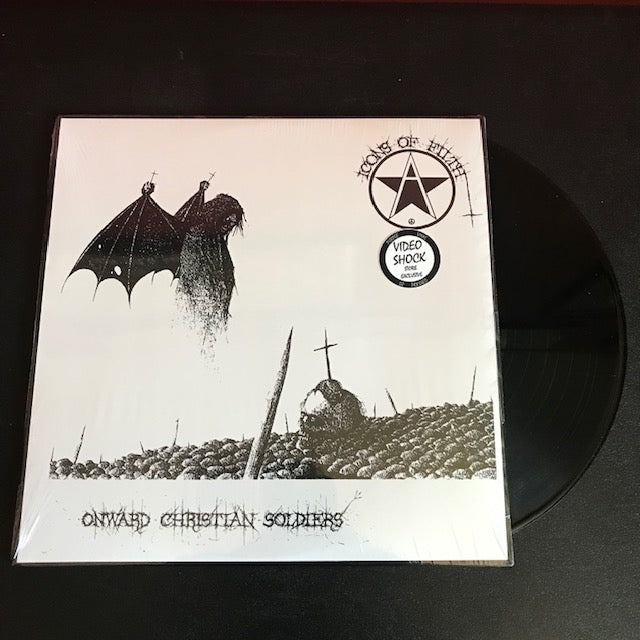 ICONS OF FILTH
A
VIDEO
SHOCK
STORE
EXCLUSIVE
ONWARD CHRISTIAN SOLDIERS